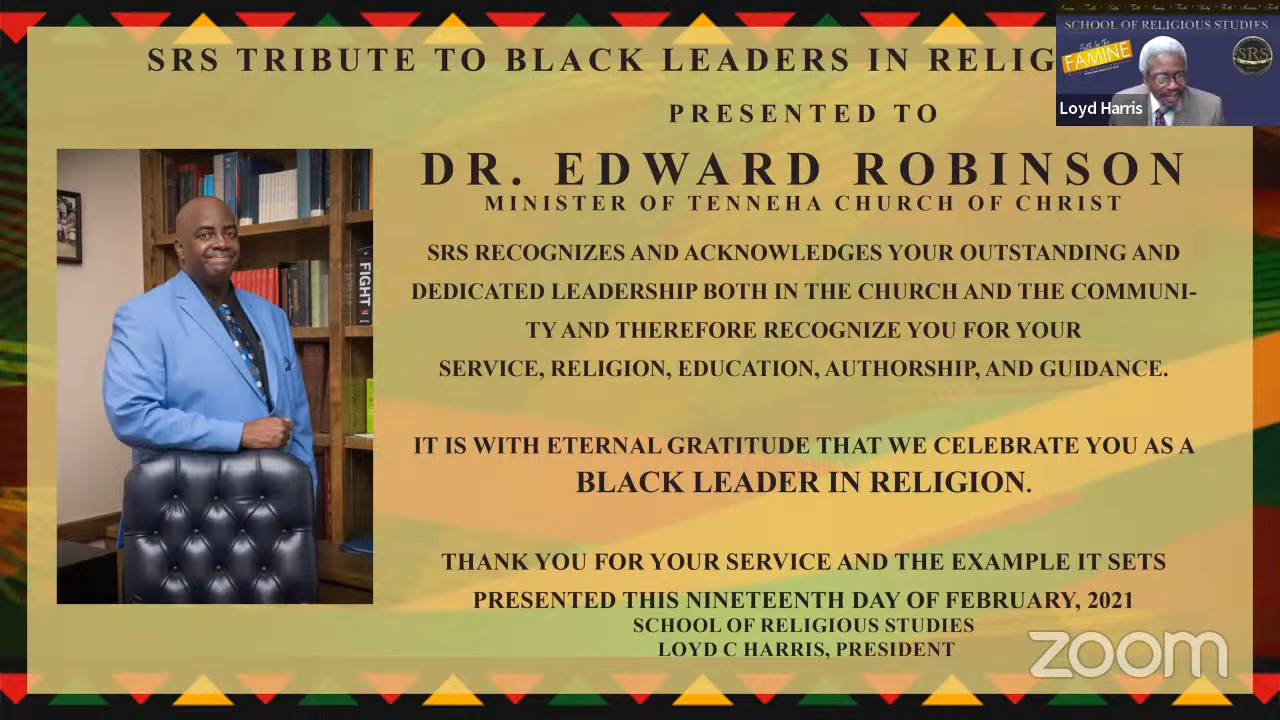 SRS TRIBUTE TO BLACK LEADERS IN RELIG
PRESENTED TO
DR. EDWARD ROBINSON
MINISTER OF TENNEHA CHURCH OF CHRIST
SRS RECOGNIZES AND ACKNOWLEDGES YOUR OUTSTANDING AND
DEDICATED LEADERSHIP BOTH IN THE CHURCH AND THE COMMUNI-
TY AND THEREFORE RECOGNIZE YOU FOR YOUR
SERVICE, RELIGION, EDUCATION, AUTHORSHIP, AND GUIDANCE.
IT IS WITH ETERNAL GRATITUDE THAT WE CELEBRATE YOU AS A
BLACK LEADER IN RELIGION.
THANK YOU FOR YOUR SERVICE AND THE EXAMPLE IT SETS
PRESENTED THIS NINETEENTH DAY OF FEBRUARY, 2021
SCHOOL OF RELIGIOUS STUDIES
LOYD C HARRIS, PRESIDENT
zoom
SCHOOL OF RELIGIOUS STUDIES
Faith in the
FAMINE
SRS
Loyd Harris
FIGHT